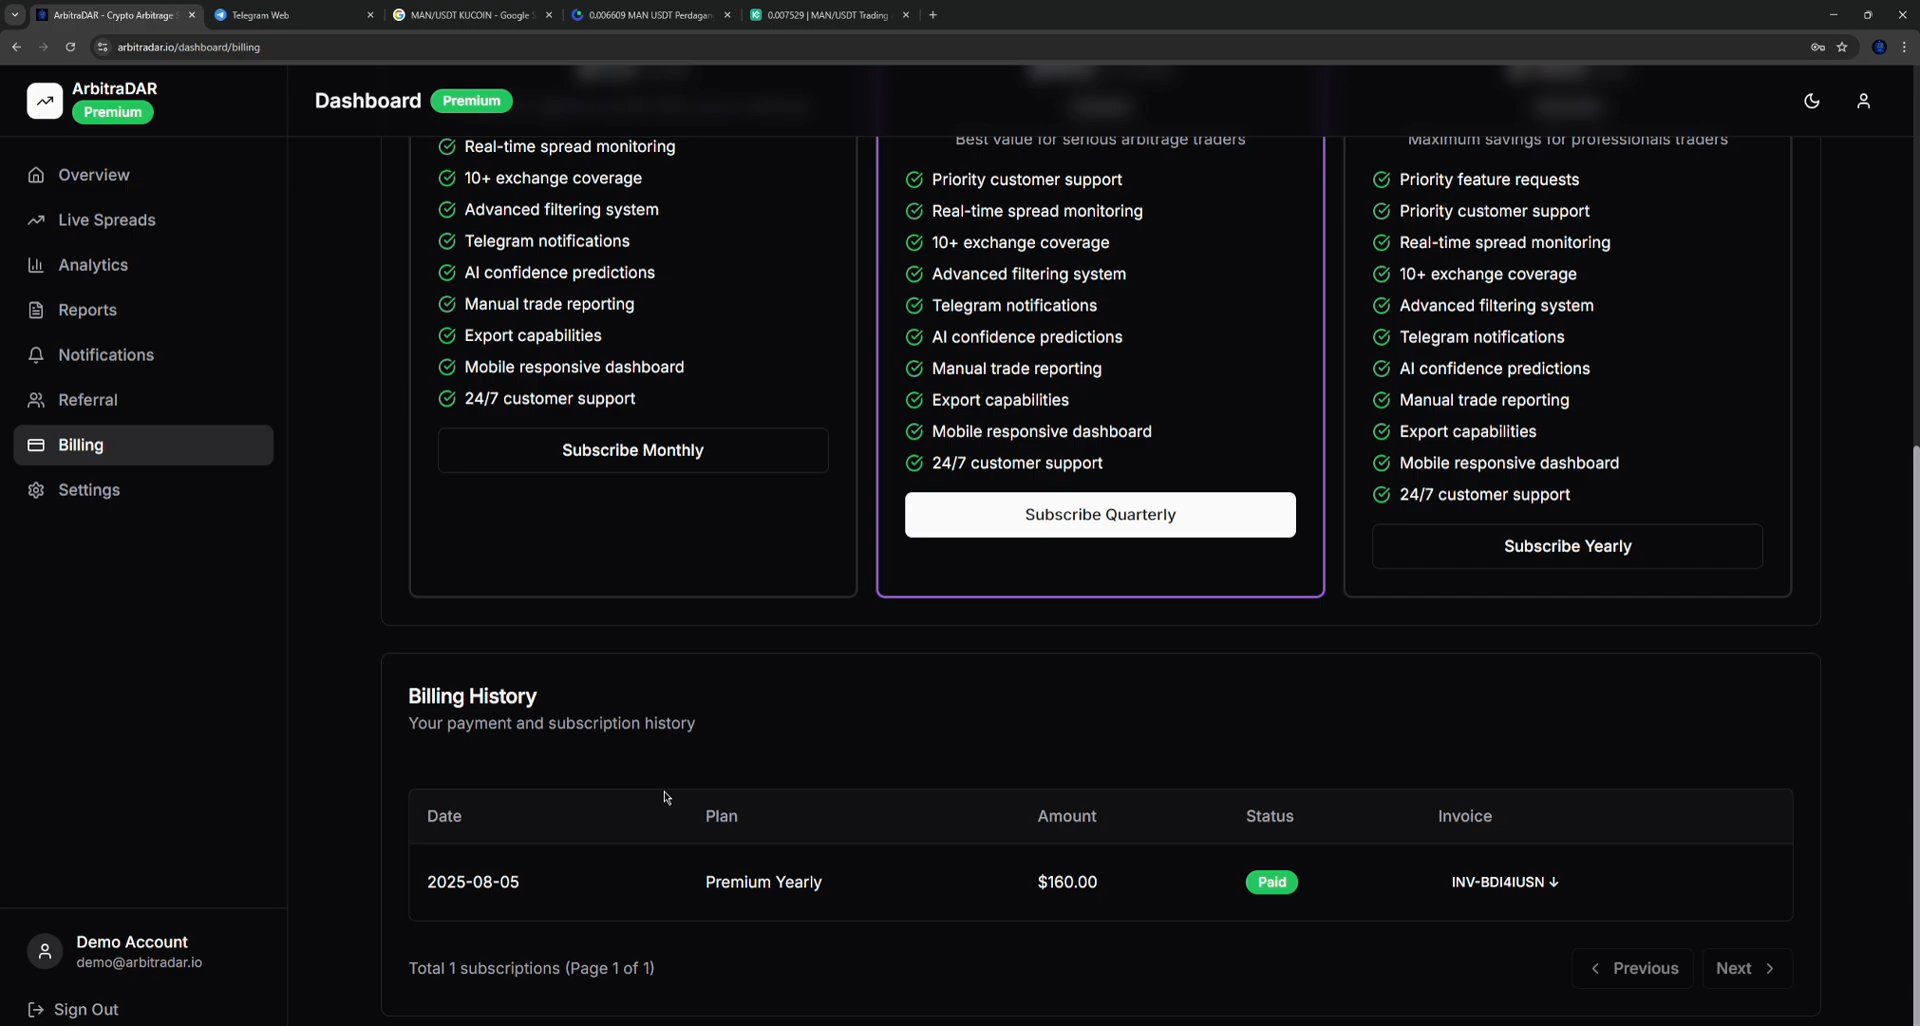 ArbitraDAR - Crypto Arbitrage
Telegram Web
MAN/USDT KUCOIN - Google S
0.006609 MAN USDT Perdagan
0.007529 | MAN/USDT Trading
arbitradar.io/dashboard/billing
ArbitraDAR
Premium
Dashboard
Premium
Overview
Live Spreads
Analytics
Reports
Notifications
Referral
Billing
Settings
Real-time spread monitoring
10+ exchange coverage
Advanced filtering system
Telegram notifications
AI confidence predictions
Manual trade reporting
Export capabilities
Mobile responsive dashboard
24/7 customer support
Subscribe Monthly
Best value for serious arbitrage traders
Priority customer support
Real-time spread monitoring
10+ exchange coverage
Advanced filtering system
Telegram notifications
AI confidence predictions
Manual trade reporting
Export capabilities
Mobile responsive dashboard
24/7 customer support
Subscribe Quarterly
Maximum savings for professionals traders
Priority feature requests
Priority customer support
Real-time spread monitoring
10+ exchange coverage
Advanced filtering system
Telegram notifications
AI confidence predictions
Manual trade reporting
Export capabilities
Mobile responsive dashboard
24/7 customer support
Subscribe Yearly
Billing History
Your payment and subscription history
Date Plan Amount Status Invoice
2025-08-05 Premium Yearly $160.00 Paid INV-BDI4IUSN
Total 1 subscriptions (Page 1 of 1)
Previous
Next
Demo Account
demo@arbitradar.io
Sign Out